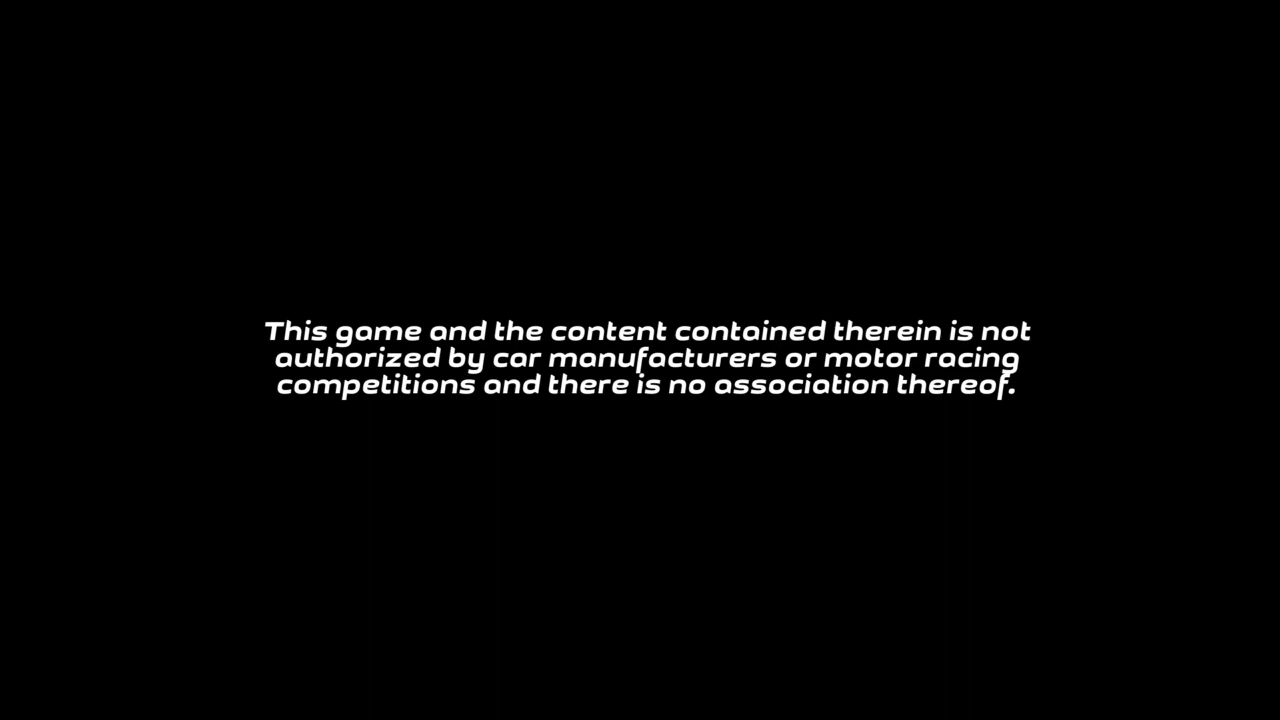 This game and the content contained therein is not
authorized by car manufacturers or motor racing
competitions and there is no association thereof.